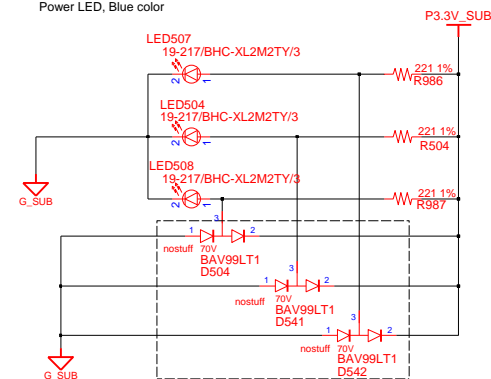 Power LED, Blue color
P3.3V_SUB
LED507
19-217/BHC-XL2M2TY/3
2 1
221 1%
R986
LED504
19-217/BHC-XL2M2TY/3
2 1
221 1%
R504
LED508
19-217/BHC-XL2M2TY/3
2 1
221 1%
R987
G_SUB
3
1 2
nostuff 70V
BAV99LT1
D504
3
1 2
nostuff 70V
BAV99LT1
D541
3
1 2
nostuff 70V
BAV99LT1
D542
G_SUB